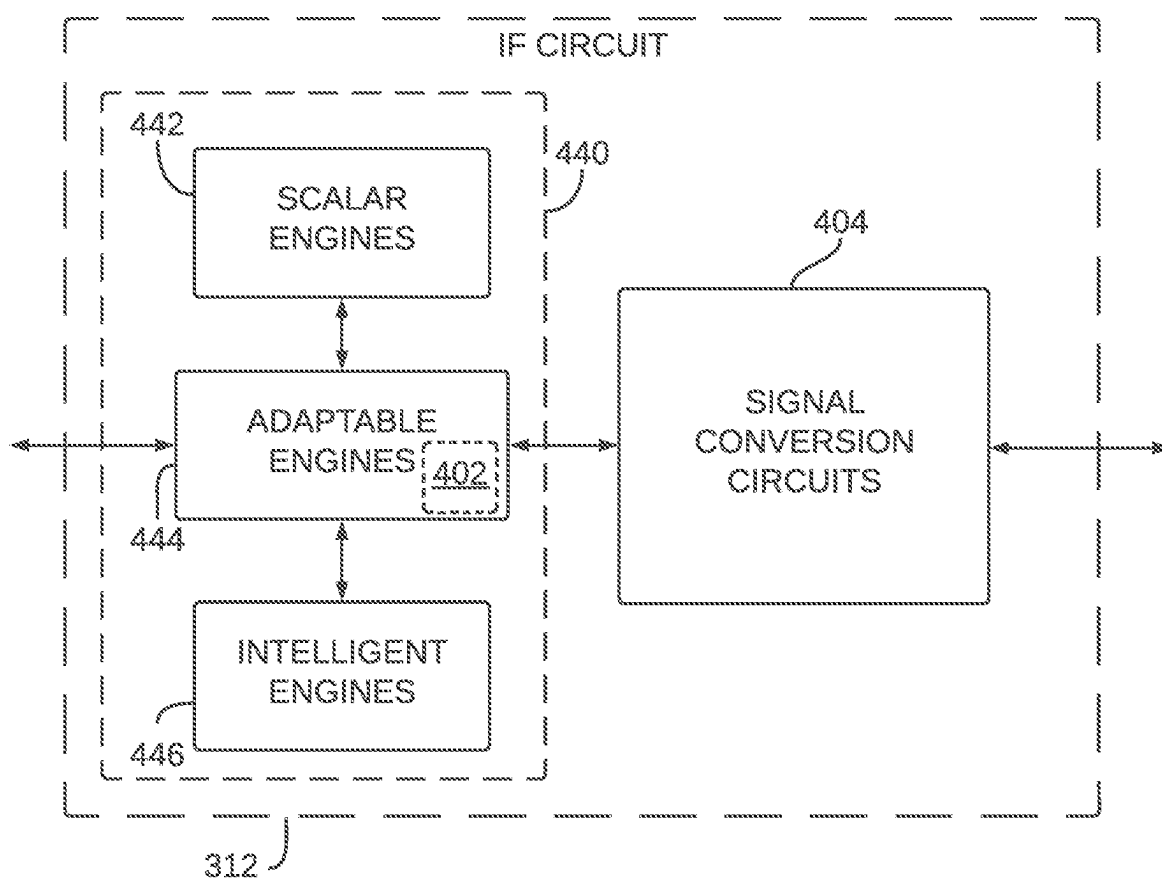 IF CIRCUIT
442
440
SCALAR
ENGINES
404
ADAPTABLE
ENGINES
402
444
SIGNAL
CONVERSION
CIRCUITS
INTELLIGENT
ENGINES
446
312